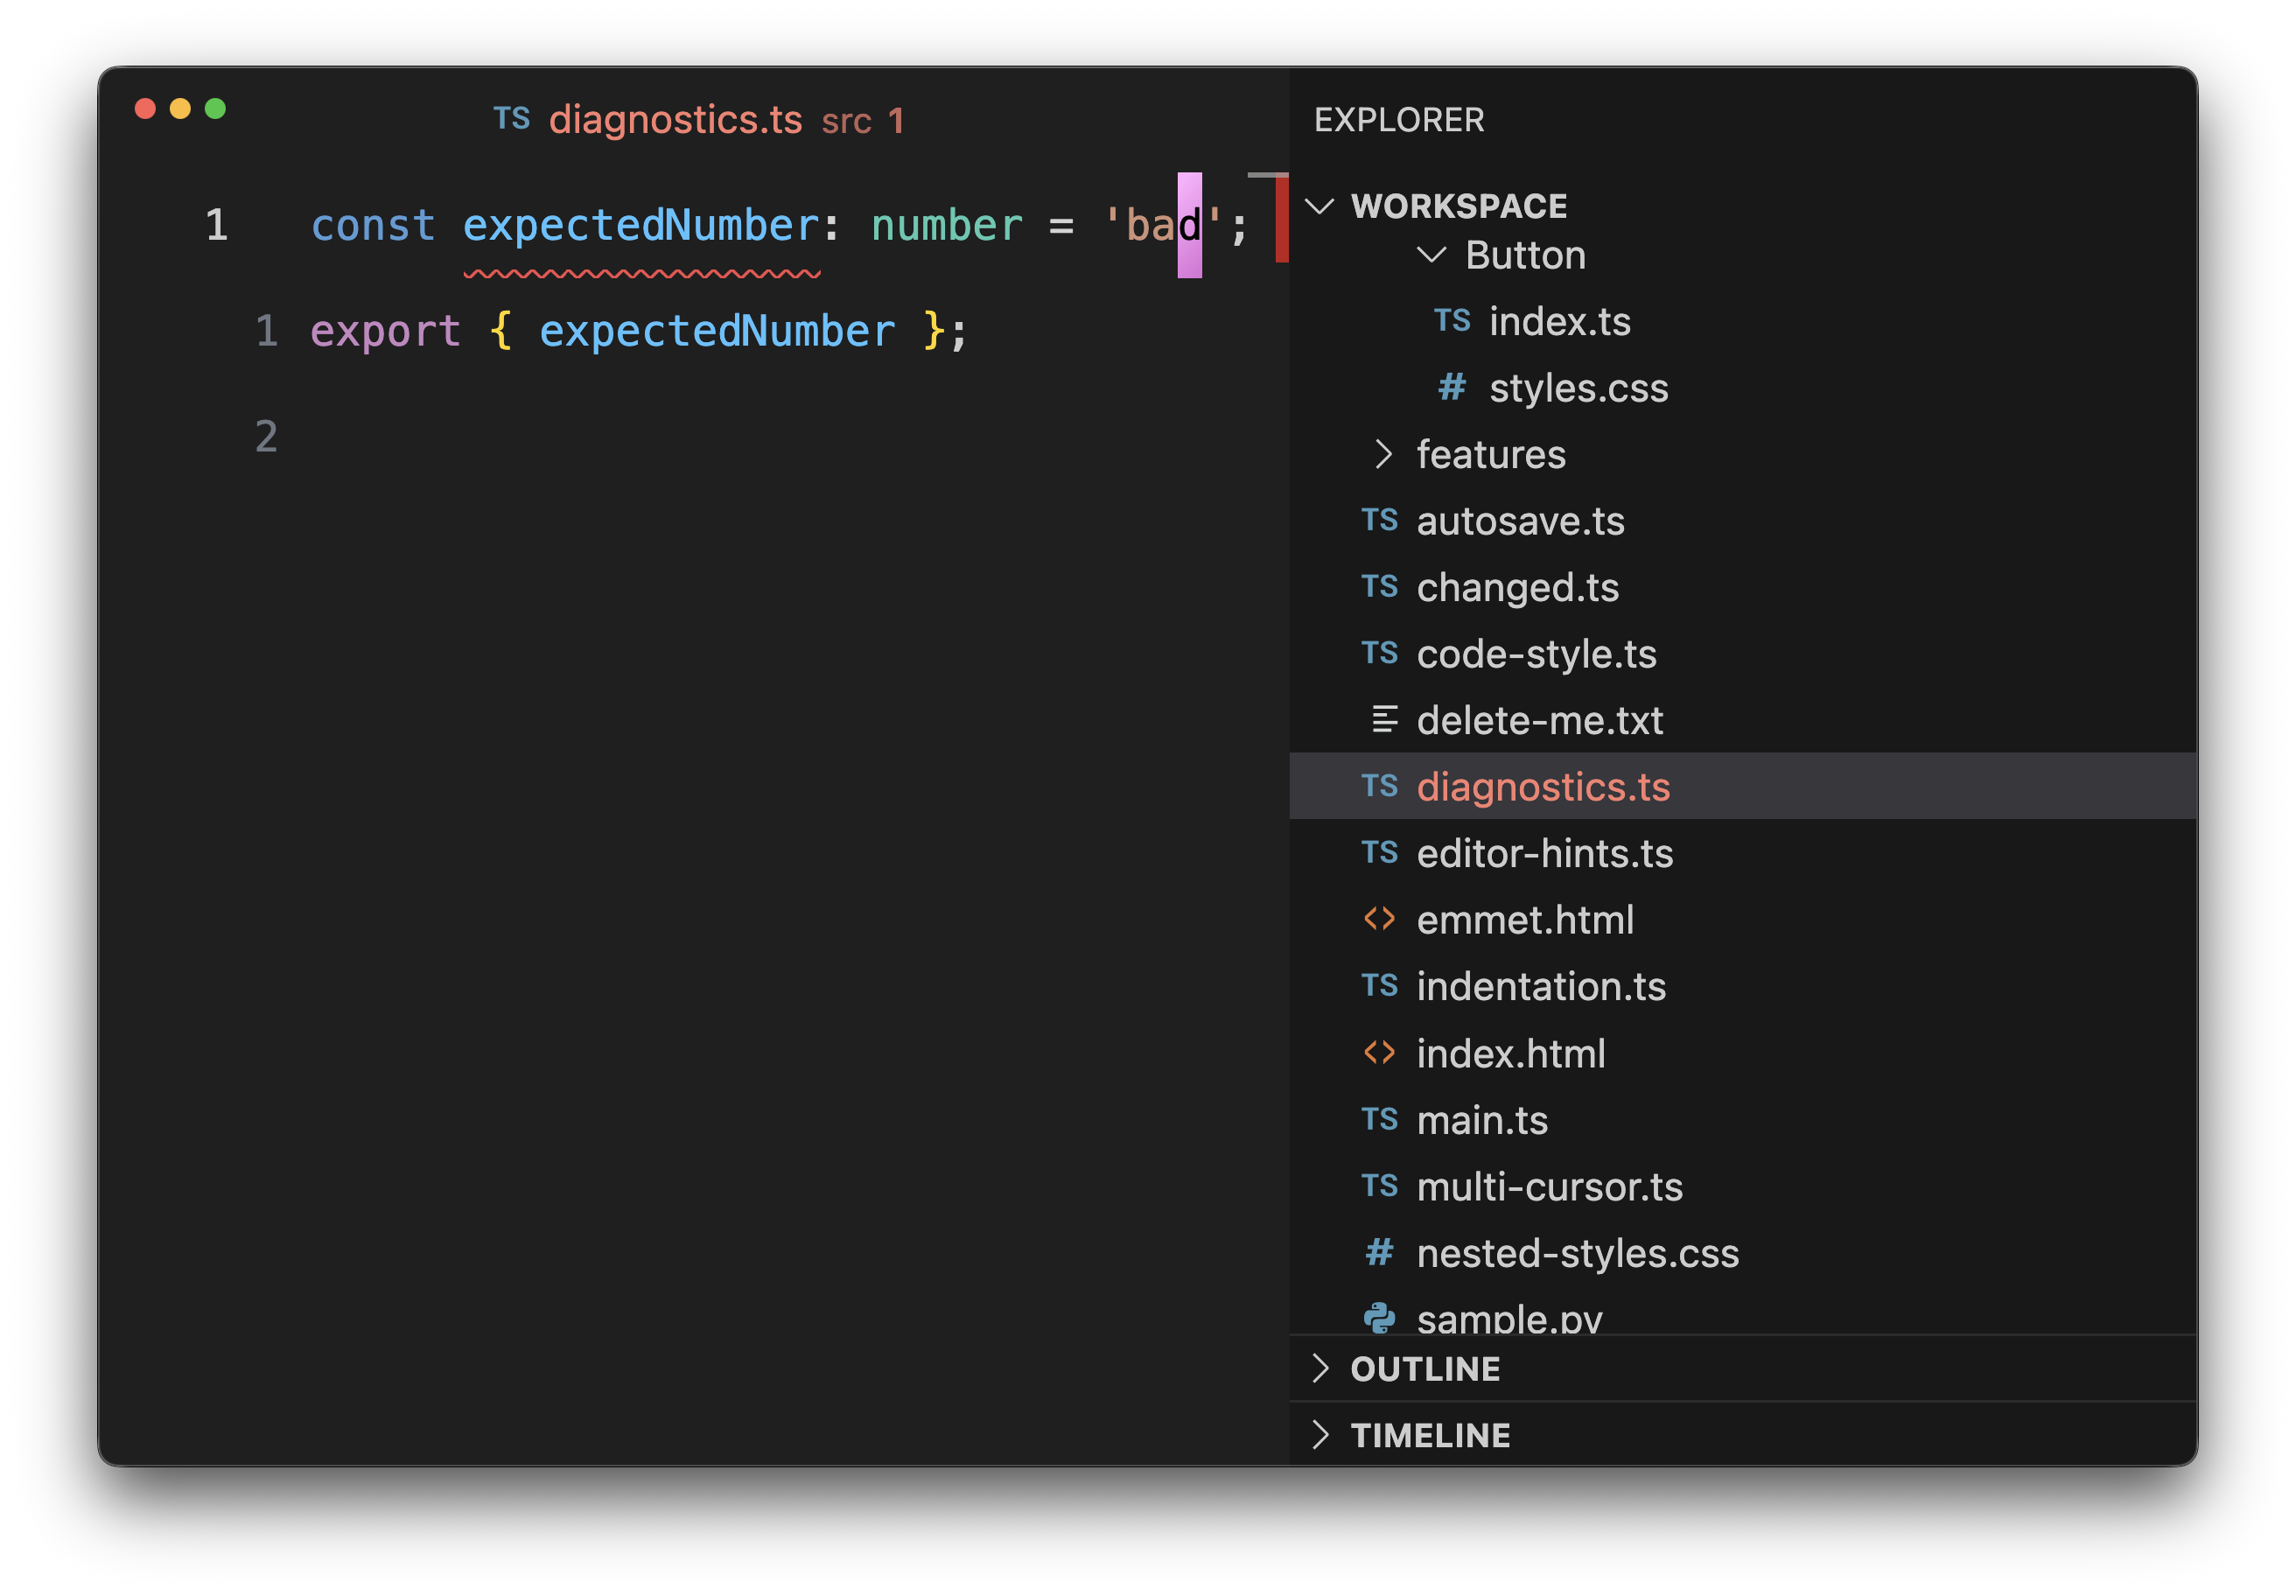 TS diagnostics.ts src 1
1 const expectedNumber: number = 'bad';
1 export { expectedNumber };
2
EXPLORER
WORKSPACE
Button
TS index.ts
# styles.css
features
TS autosave.ts
TS changed.ts
TS code-style.ts
delete-me.txt
TS diagnostics.ts
TS editor-hints.ts
<> emmet.html
TS indentation.ts
<> index.html
TS main.ts
TS multi-cursor.ts
# nested-styles.css
sample.py
OUTLINE
TIMELINE